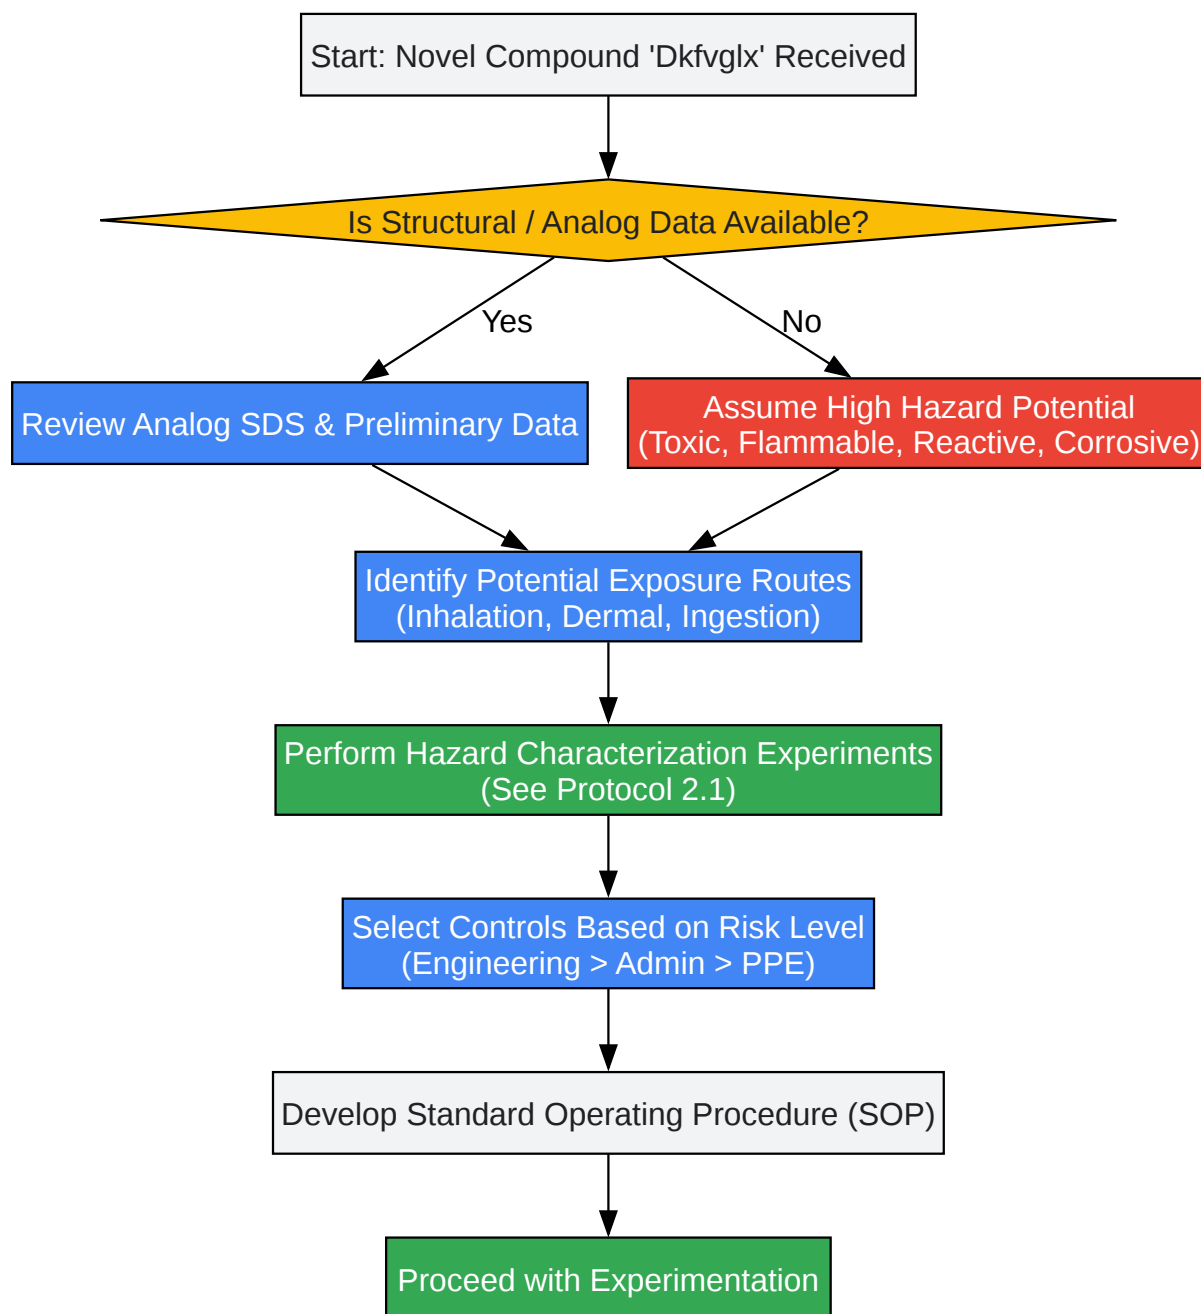 Start: Novel Compound 'Dkfvglx' Received
Is Structural / Analog Data Available?
Yes
No
Review Analog SDS & Preliminary Data
Assume High Hazard Potential
(Toxic, Flammable, Reactive, Corrosive)
Identify Potential Exposure Routes
(Inhalation, Dermal, Ingestion)
Perform Hazard Characterization Experiments
(See Protocol 2.1)
Select Controls Based on Risk Level
(Engineering > Admin > PPE)
Develop Standard Operating Procedure (SOP)
Proceed with Experimentation